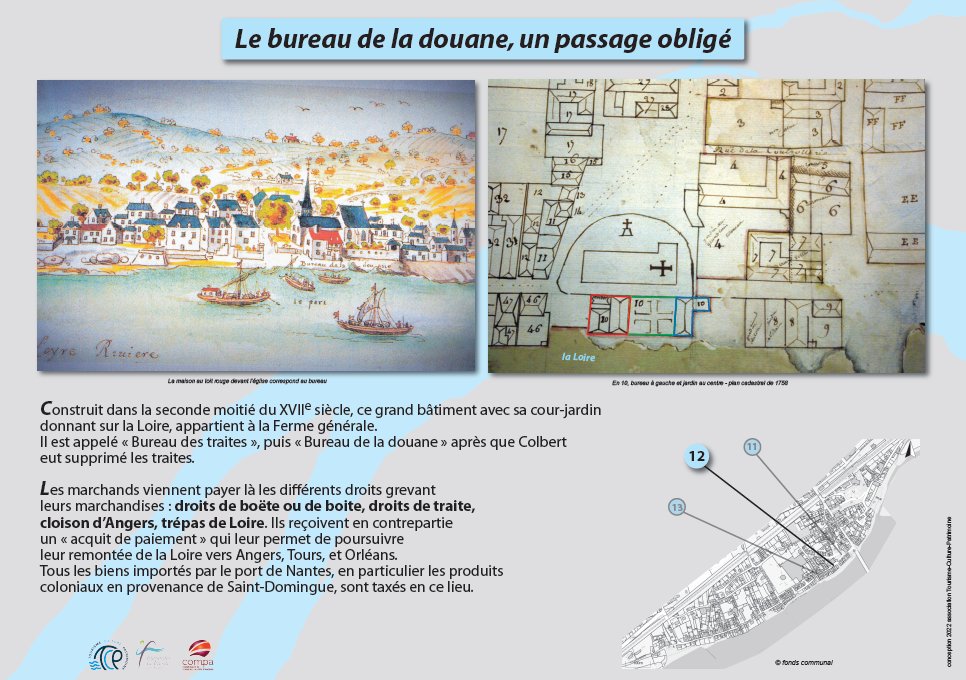 Le bureau de la douane, un passage obligé
Bureau de la douane
le port
Loyre Riuiere
la Loire
La maison au toit rouge devant l'église correspond au bureau
En 10, bureau à gauche et jardin au centre - plan cadastral de 1758
Construit dans la seconde moitié du XVIIe siècle, ce grand bâtiment avec sa cour-jardin
donnant sur la Loire, appartient à la Ferme générale.
Il est appelé « Bureau des traites », puis « Bureau de la douane » après que Colbert
eut supprimé les traites.
Les marchands viennent payer là les différents droits grevant
leurs marchandises : droits de boëte ou de boite, droits de traite,
cloison d'Angers, trépas de Loire. Ils reçoivent en contrepartie
un « acquit de paiement » qui leur permet de poursuivre
leur remontée de la Loire vers Angers, Tours, et Orléans.
Tous les biens importés par le port de Nantes, en particulier les produits
coloniaux en provenance de Saint-Domingue, sont taxés en ce lieu.
11
12
13
© fonds communal
conception 2022 association Tourisme-Culture-Patrimoine
TCP
compa